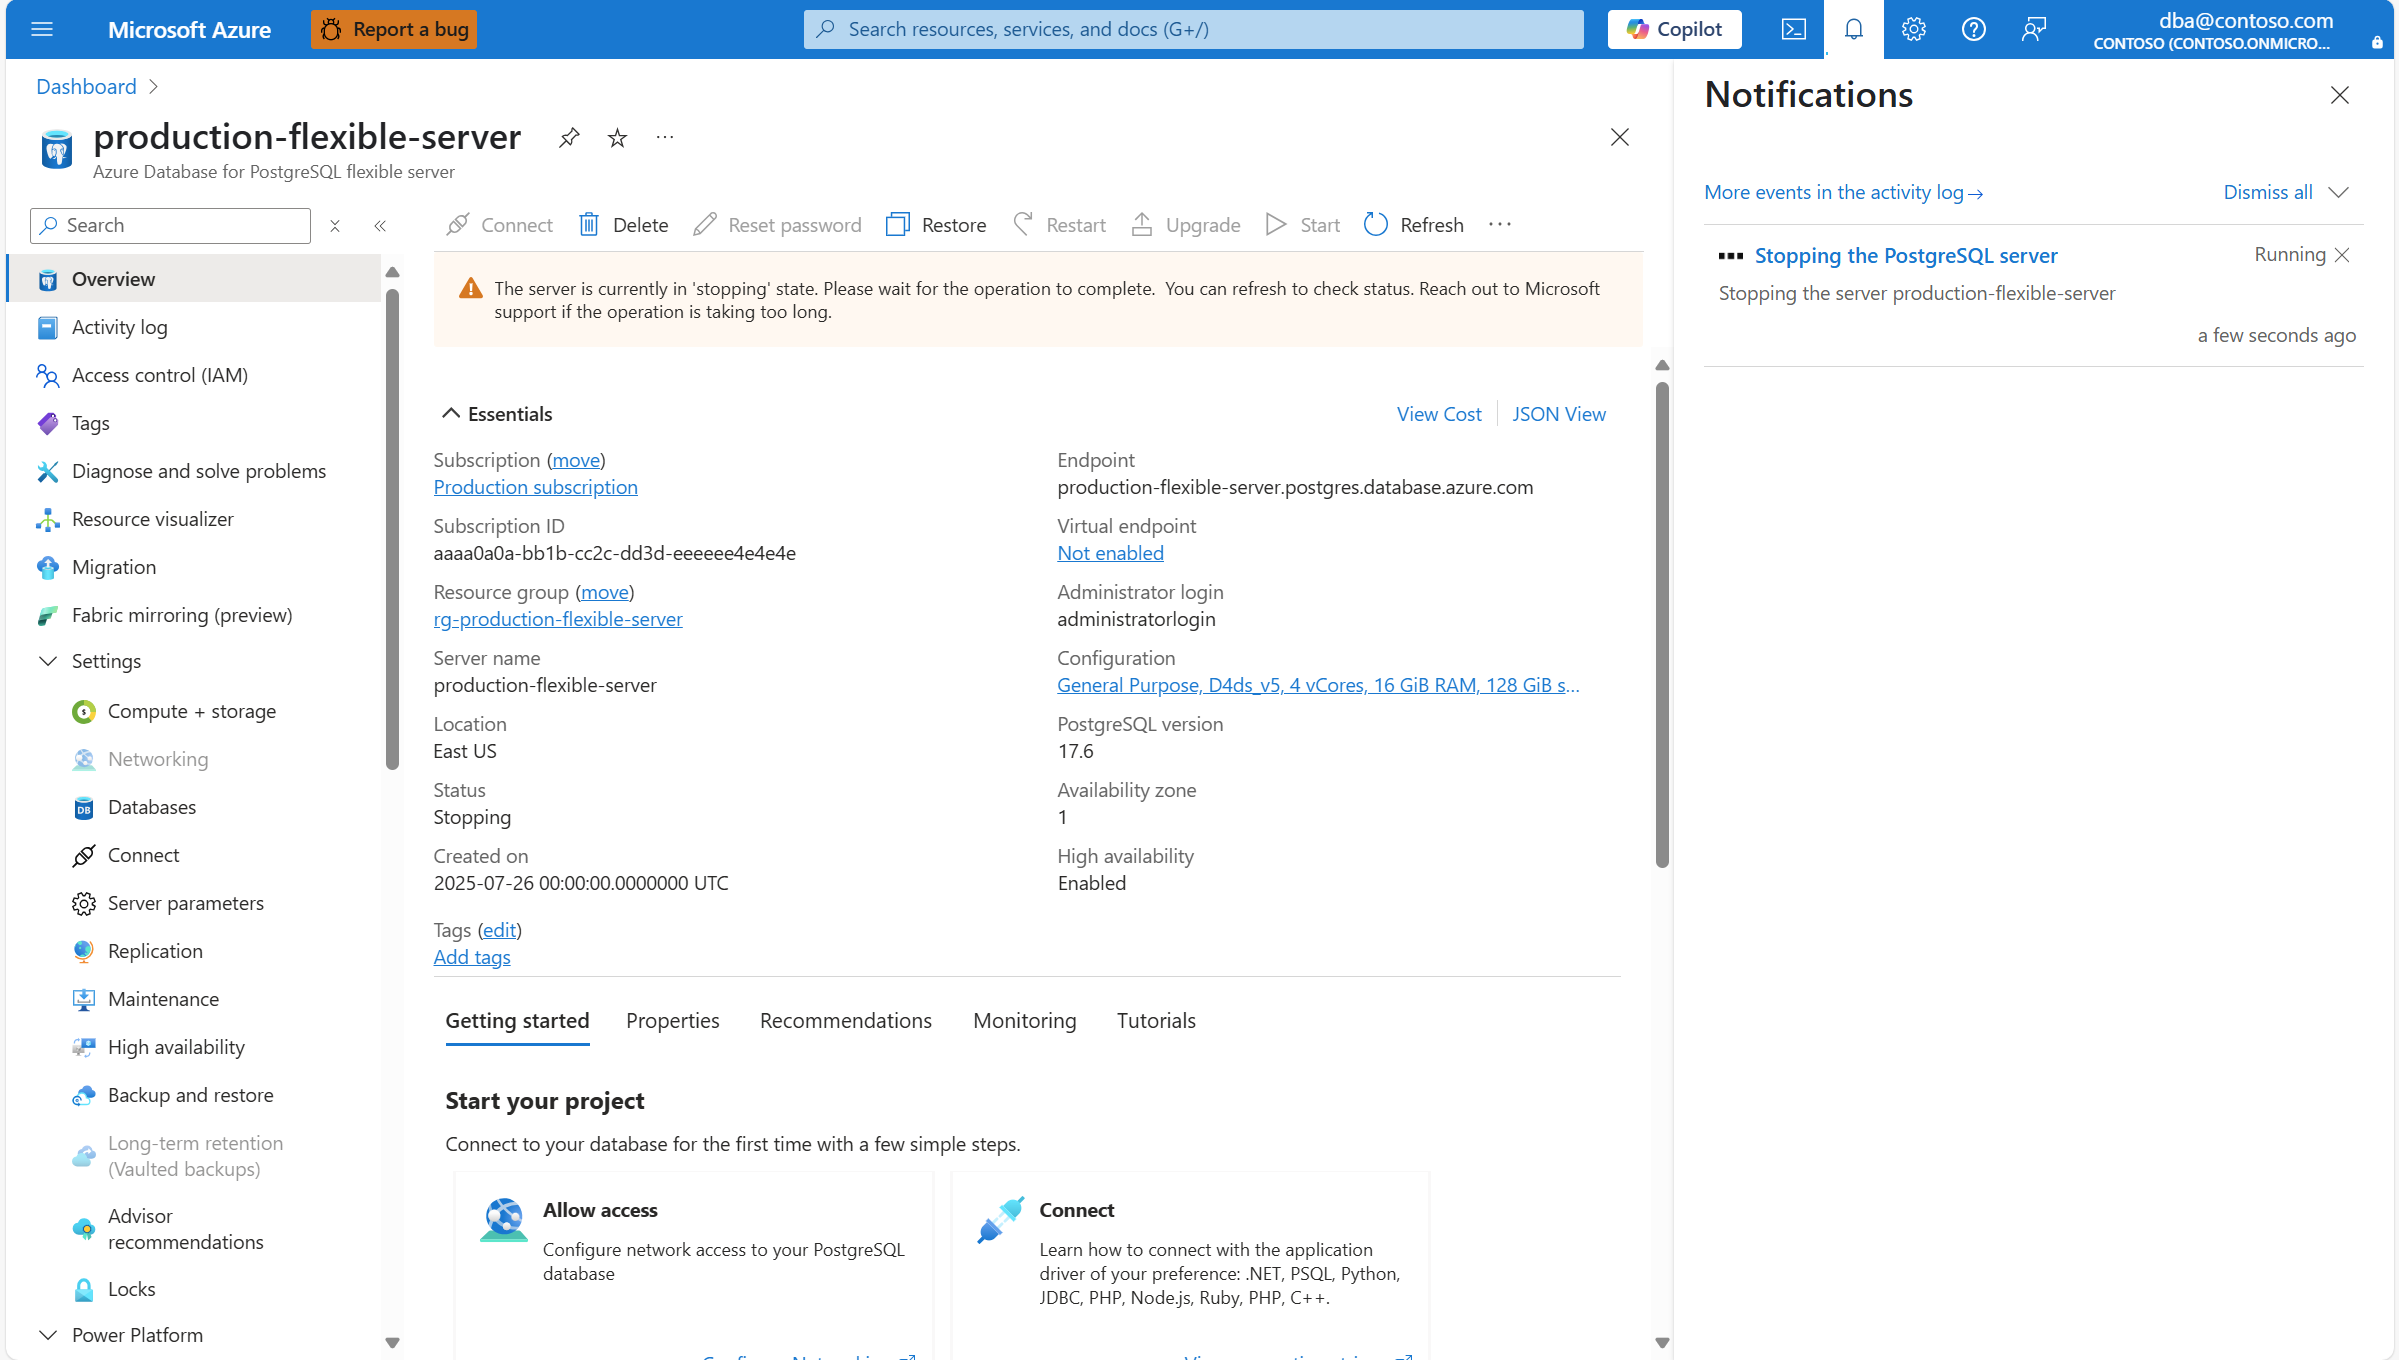 Microsoft Azure
Report a bug
Search resources, services, and docs (G+/)
Copilot
dba@contoso.com
CONTOSO (CONTOSO.ONMICRO...
Dashboard
production-flexible-server
Azure Database for PostgreSQL flexible server
Search
Connect
Delete
Reset password
Restore
Restart
Upgrade
Start
Refresh
Overview
Activity log
Access control (IAM)
Tags
Diagnose and solve problems
Resource visualizer
Migration
Fabric mirroring (preview)
Settings
Compute + storage
Networking
Databases
Connect
Server parameters
Replication
Maintenance
High availability
Backup and restore
Long-term retention
(Vaulted backups)
Advisor
recommendations
Locks
Power Platform
The server is currently in 'stopping' state. Please wait for the operation to complete. You can refresh to check status. Reach out to Microsoft
support if the operation is taking too long.
Essentials
View Cost
JSON View
Subscription (move)
Production subscription
Subscription ID
aaaa0a0a-bb1b-cc2c-dd3d-eeeeee4e4e4e
Resource group (move)
rg-production-flexible-server
Server name
production-flexible-server
Location
East US
Status
Stopping
Created on
2025-07-26 00:00:00.0000000 UTC
Tags (edit)
Add tags
Endpoint
production-flexible-server.postgres.database.azure.com
Virtual endpoint
Not enabled
Administrator login
administratorlogin
Configuration
General Purpose, D4ds_v5, 4 vCores, 16 GiB RAM, 128 GiB s...
PostgreSQL version
17.6
Availability zone
1
High availability
Enabled
Getting started
Properties
Recommendations
Monitoring
Tutorials
Start your project
Connect to your database for the first time with a few simple steps.
Allow access
Configure network access to your PostgreSQL
database
Connect
Learn how to connect with the application
driver of your preference: .NET, PSQL, Python,
JDBC, PHP, Node.js, Ruby, PHP, C++.
Notifications
More events in the activity log→
Dismiss all
Stopping the PostgreSQL server
Running
Stopping the server production-flexible-server
a few seconds ago